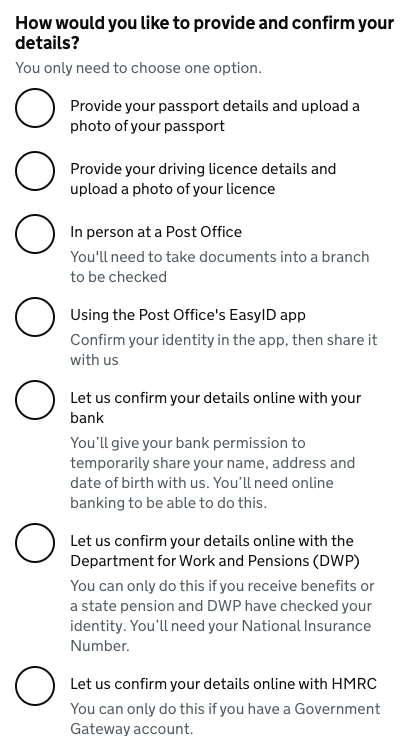 How would you like to provide and confirm your
details?
You only need to choose one option.
Provide your passport details and upload a
photo of your passport
Provide your driving licence details and
upload a photo of your licence
In person at a Post Office
You'll need to take documents into a branch
to be checked
Using the Post Office's EasyID app
Confirm your identity in the app, then share it
with us
Let us confirm your details online with your
bank
You’ll give your bank permission to
temporarily share your name, address and
date of birth with us. You’ll need online
banking to be able to do this.
Let us confirm your details online with the
Department for Work and Pensions (DWP)
You can only do this if you receive benefits or
a state pension and DWP have checked your
identity. You’ll need your National Insurance
Number.
Let us confirm your details online with HMRC
You can only do this if you have a Government
Gateway account.